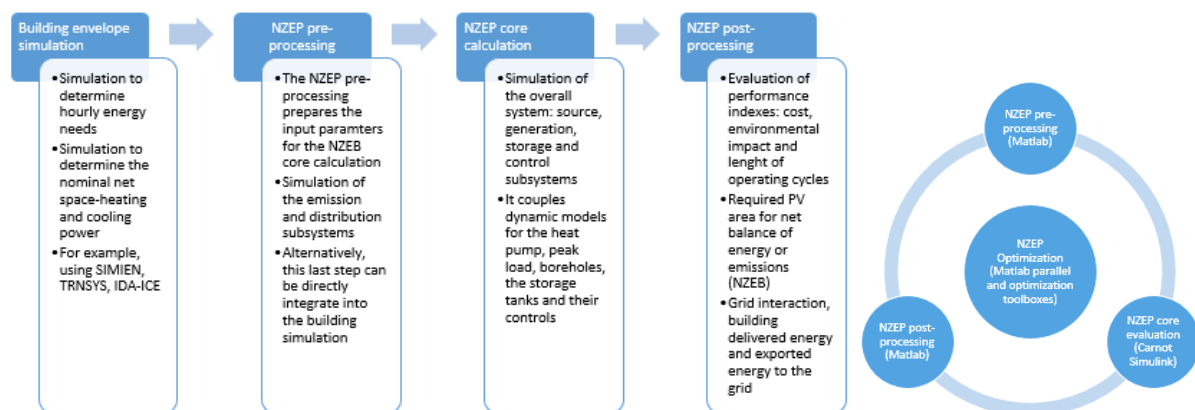 Building envelope
simulation
•Simulation to
determine
hourly energy
needs
•Simulation to
determine the
nominal net
space-heating
and cooling
power
•For example,
using SIMIEN,
TRNSYS, IDA-ICE
NZEP pre-
processing
•The NZEP pre-
processing
prepares the
input paramters
for the NZEB
core calculation
•Simulation of
the emission and
distribution
subsystems
•Alternatively,
this last step can
be directly
integrate into
the building
simulation
NZEP core
calculation
•Simulation of
the overall
system: source,
generation,
storage and
control
subsystems
•It couples
dynamic models
for the heat
pump, peak
load, boreholes,
the storage
tanks and their
controls
NZEP post-
processing
•Evaluation of
performance
indexes: cost,
environmental
impact and
lenght of
operating cycles
•Required PV
area for net
balance of
energy or
emissions
(NZEB)
•Grid interaction,
building
delivered energy
and exported
energy to the
grid
NZEP pre-
processing
(Matlab)
NZEP
Optimization
(Matlab parallel
and optimization
toolboxes)
NZEP post-
processing
(Matlab)
NZEP core
evaluation
(Carnot
Simulink)